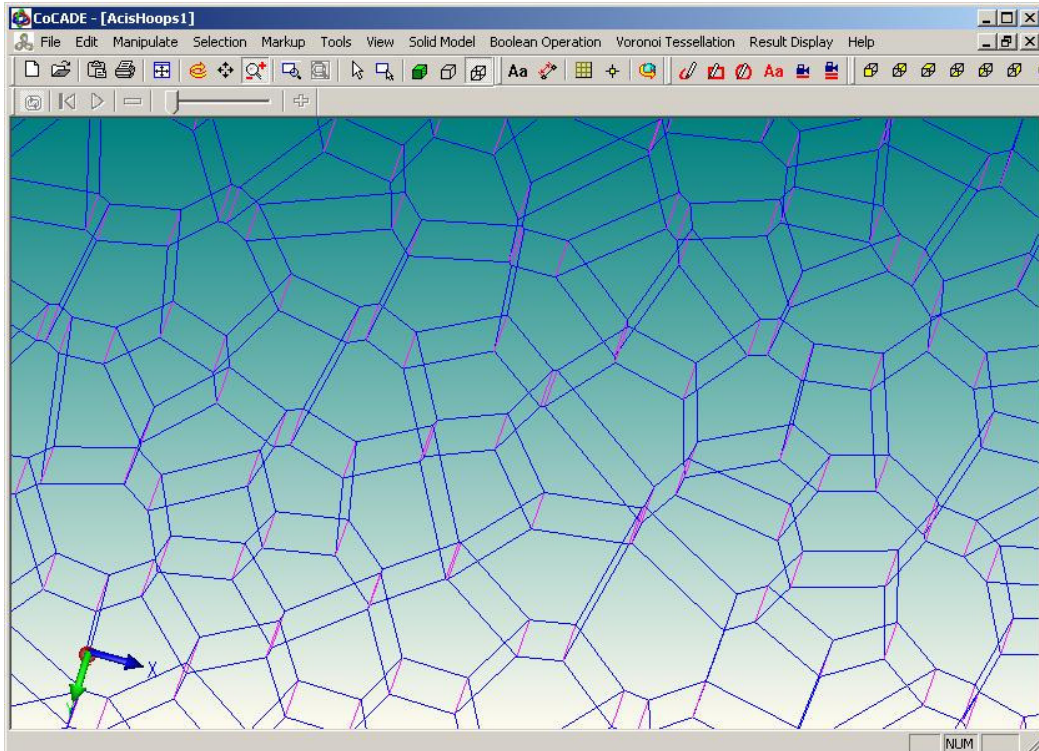 CoCADE - [AcisHoops1]
File Edit Manipulate Selection Markup Tools View Solid Model Boolean Operation Voronoi Tessellation Result Display Help
Aa Aa
X
Y
NUM